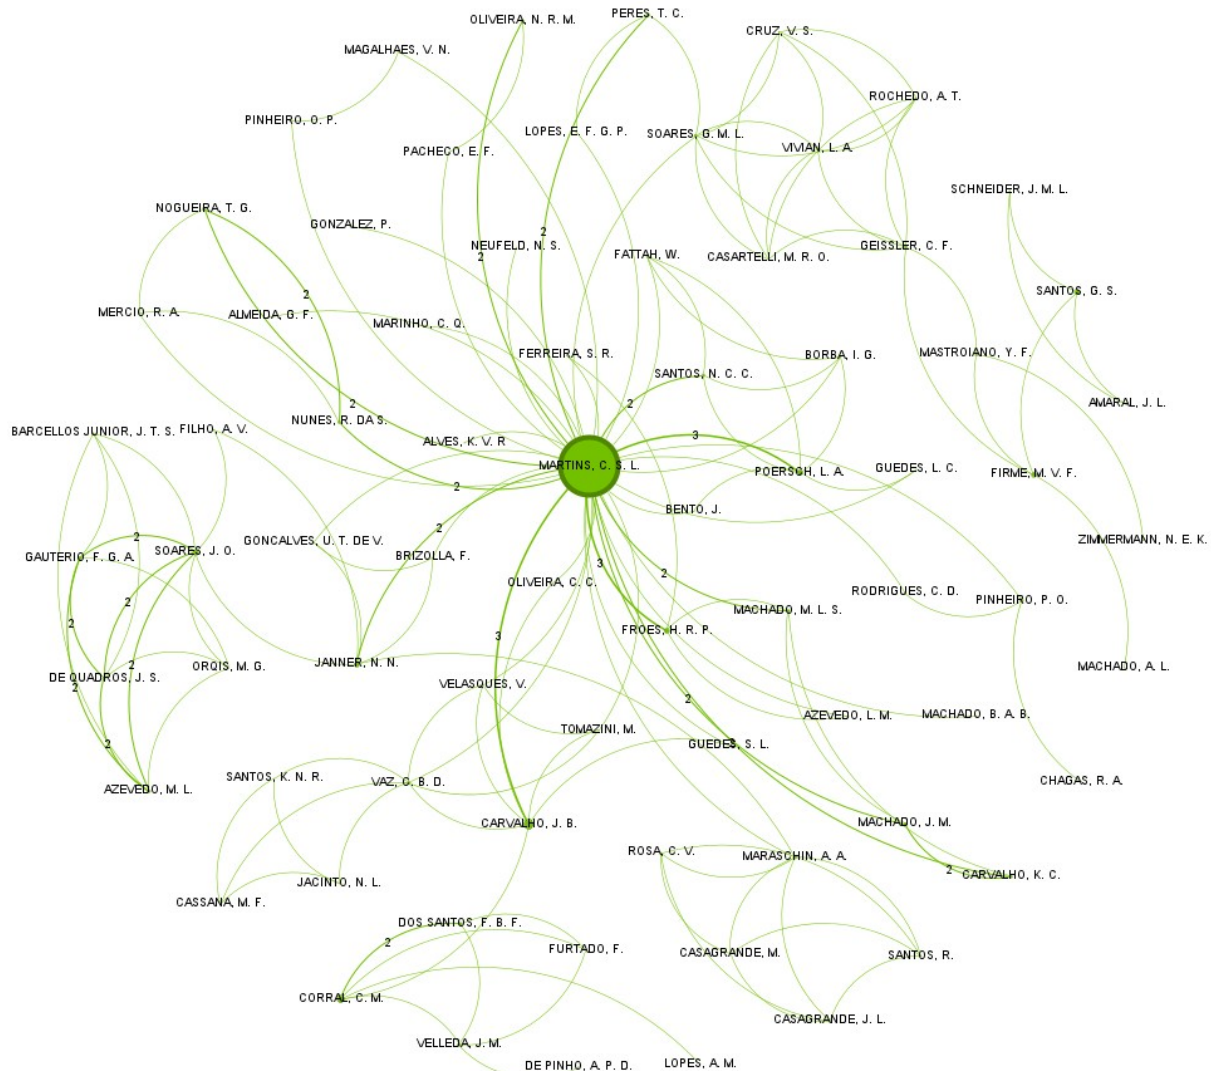 OLIVEIRA, N. R. M.
PERES, T. C.
CRUZ, V. S.
MAGALHAES, V. N.
ROCHEDO, A. T.
PINHEIRO, O. P.
LOPES, E. F. G. P.
SOARES, G. M. L.
VIVIAN, L. A.
PACHECO, E. F.
SCHNEIDER, J. M. L.
NOGUEIRA, T. G.
GONZALEZ, P.
2
NEUFELD, N. S.
2
FATTAH, W.
CASARTELLI, M. R. O.
GEISSLER, C. F.
SANTOS, G. S.
2
MERCIO, R. A.
ALMEIDA, G. F.
MARINHO, C. Q.
FERREIRA, S. R.
BORBA, I. G.
MASTROIANO, Y. F.
SANTOS, N. C. C.
2
2
AMARAL, J. L.
NUNES, R. DA S.
BARCELLOS JUNIOR, J. T. S.
FILHO, A. V.
ALVES, K. V. R
3
MARTINS, C. S. L.
POERSCH, L. A.
GUEDES, L. C.
FIRME, M. V. F.
2
BENTO, J.
2
2
GONCALVES, U. T. DE V.
ZIMMERMANN, N. E. K.
GAUTERIO, F. G. A.
SOARES, J. O.
BRIZOLLA, F.
3
2
OLIVEIRA, C. C.
RODRIGUES, C. D.
PINHEIRO, P. O.
2
MACHADO, M. L. S.
2
FROES, H. R. P.
3
2
ORQIS, M. G.
JANNER, N. N.
MACHADO, A. L.
DE QUADROS, J. S.
2
VELASQUES, V.
2
AZEVEDO, L. M.
MACHADO, B. A. B.
TOMAZINI, M.
2
GUEDES, S. L.
SANTOS, K. N. R.
VAZ, C. B. D.
CHAGAS, R. A.
AZEVEDO, M. L.
CARVALHO, J. B.
MACHADO, J. M.
ROSA, C. V.
MARASCHIN, A. A.
2
CARVALHO, K. C.
JACINTO, N. L.
CASSANA, M. F.
DOS SANTOS, F. B. F.
2
FURTADO, F.
CASAGRANDE, M.
SANTOS, R.
CORRAL, C. M.
CASAGRANDE, J. L.
VELLEDA, J. M.
DE PINHO, A. P. D.
LOPES, A. M.